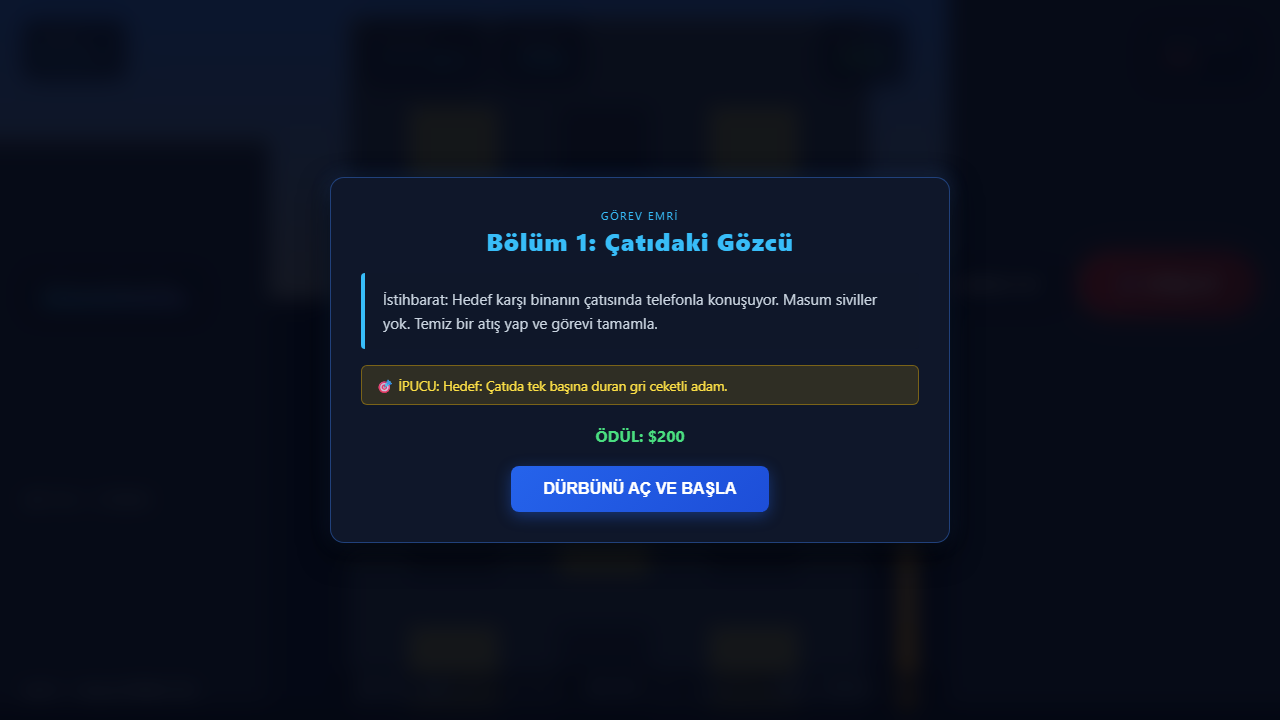 GÖREV EMRİ
Bölüm 1: Çatıdaki Gözcü
İstihbarat: Hedef karşı binanın çatısında telefonla konuşuyor. Masum siviller
yok. Temiz bir atış yap ve görevi tamamla.
🎯 İPUCU: Hedef: Çatıda tek başına duran gri ceketli adam.
ÖDÜL: $200
DÜRBÜNÜ AÇ VE BAŞLA